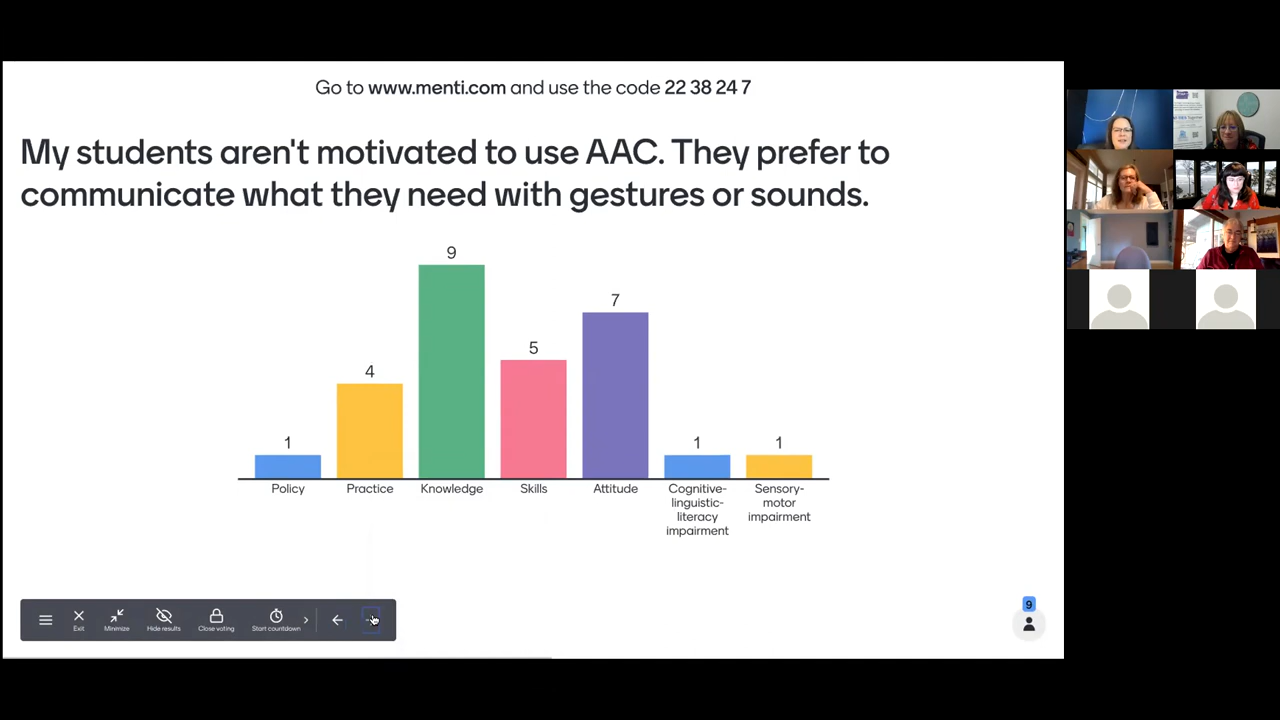 Go to www.menti.com and use the code 22 38 24 7
My students aren't motivated to use AAC. They prefer to
communicate what they need with gestures or sounds.
9
7
5
4
1
1
1
Policy
Practice
Knowledge
Skills
Attitude
Cognitive-
linguistic-
literacy
impairment
Sensory-
motor
impairment
Exit
Minimize
Hide results
Close voting
Start countdown
9